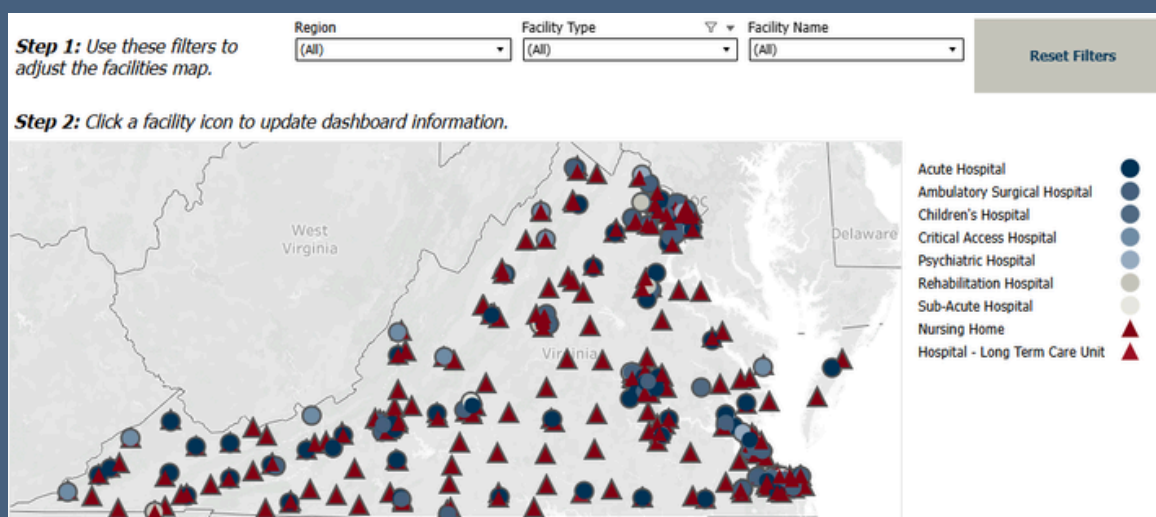 Region
Facility Type
Facility Name
Step 1: Use these filters to
adjust the facilities map.
(All)
(All)
(All)
Reset Filters
Step 2: Click a facility icon to update dashboard information.
West
Virginia
Delaware
Virginia
Acute Hospital
Ambulatory Surgical Hospital
Children's Hospital
Critical Access Hospital
Psychiatric Hospital
Rehabilitation Hospital
Sub-Acute Hospital
Nursing Home
Hospital - Long Term Care Unit